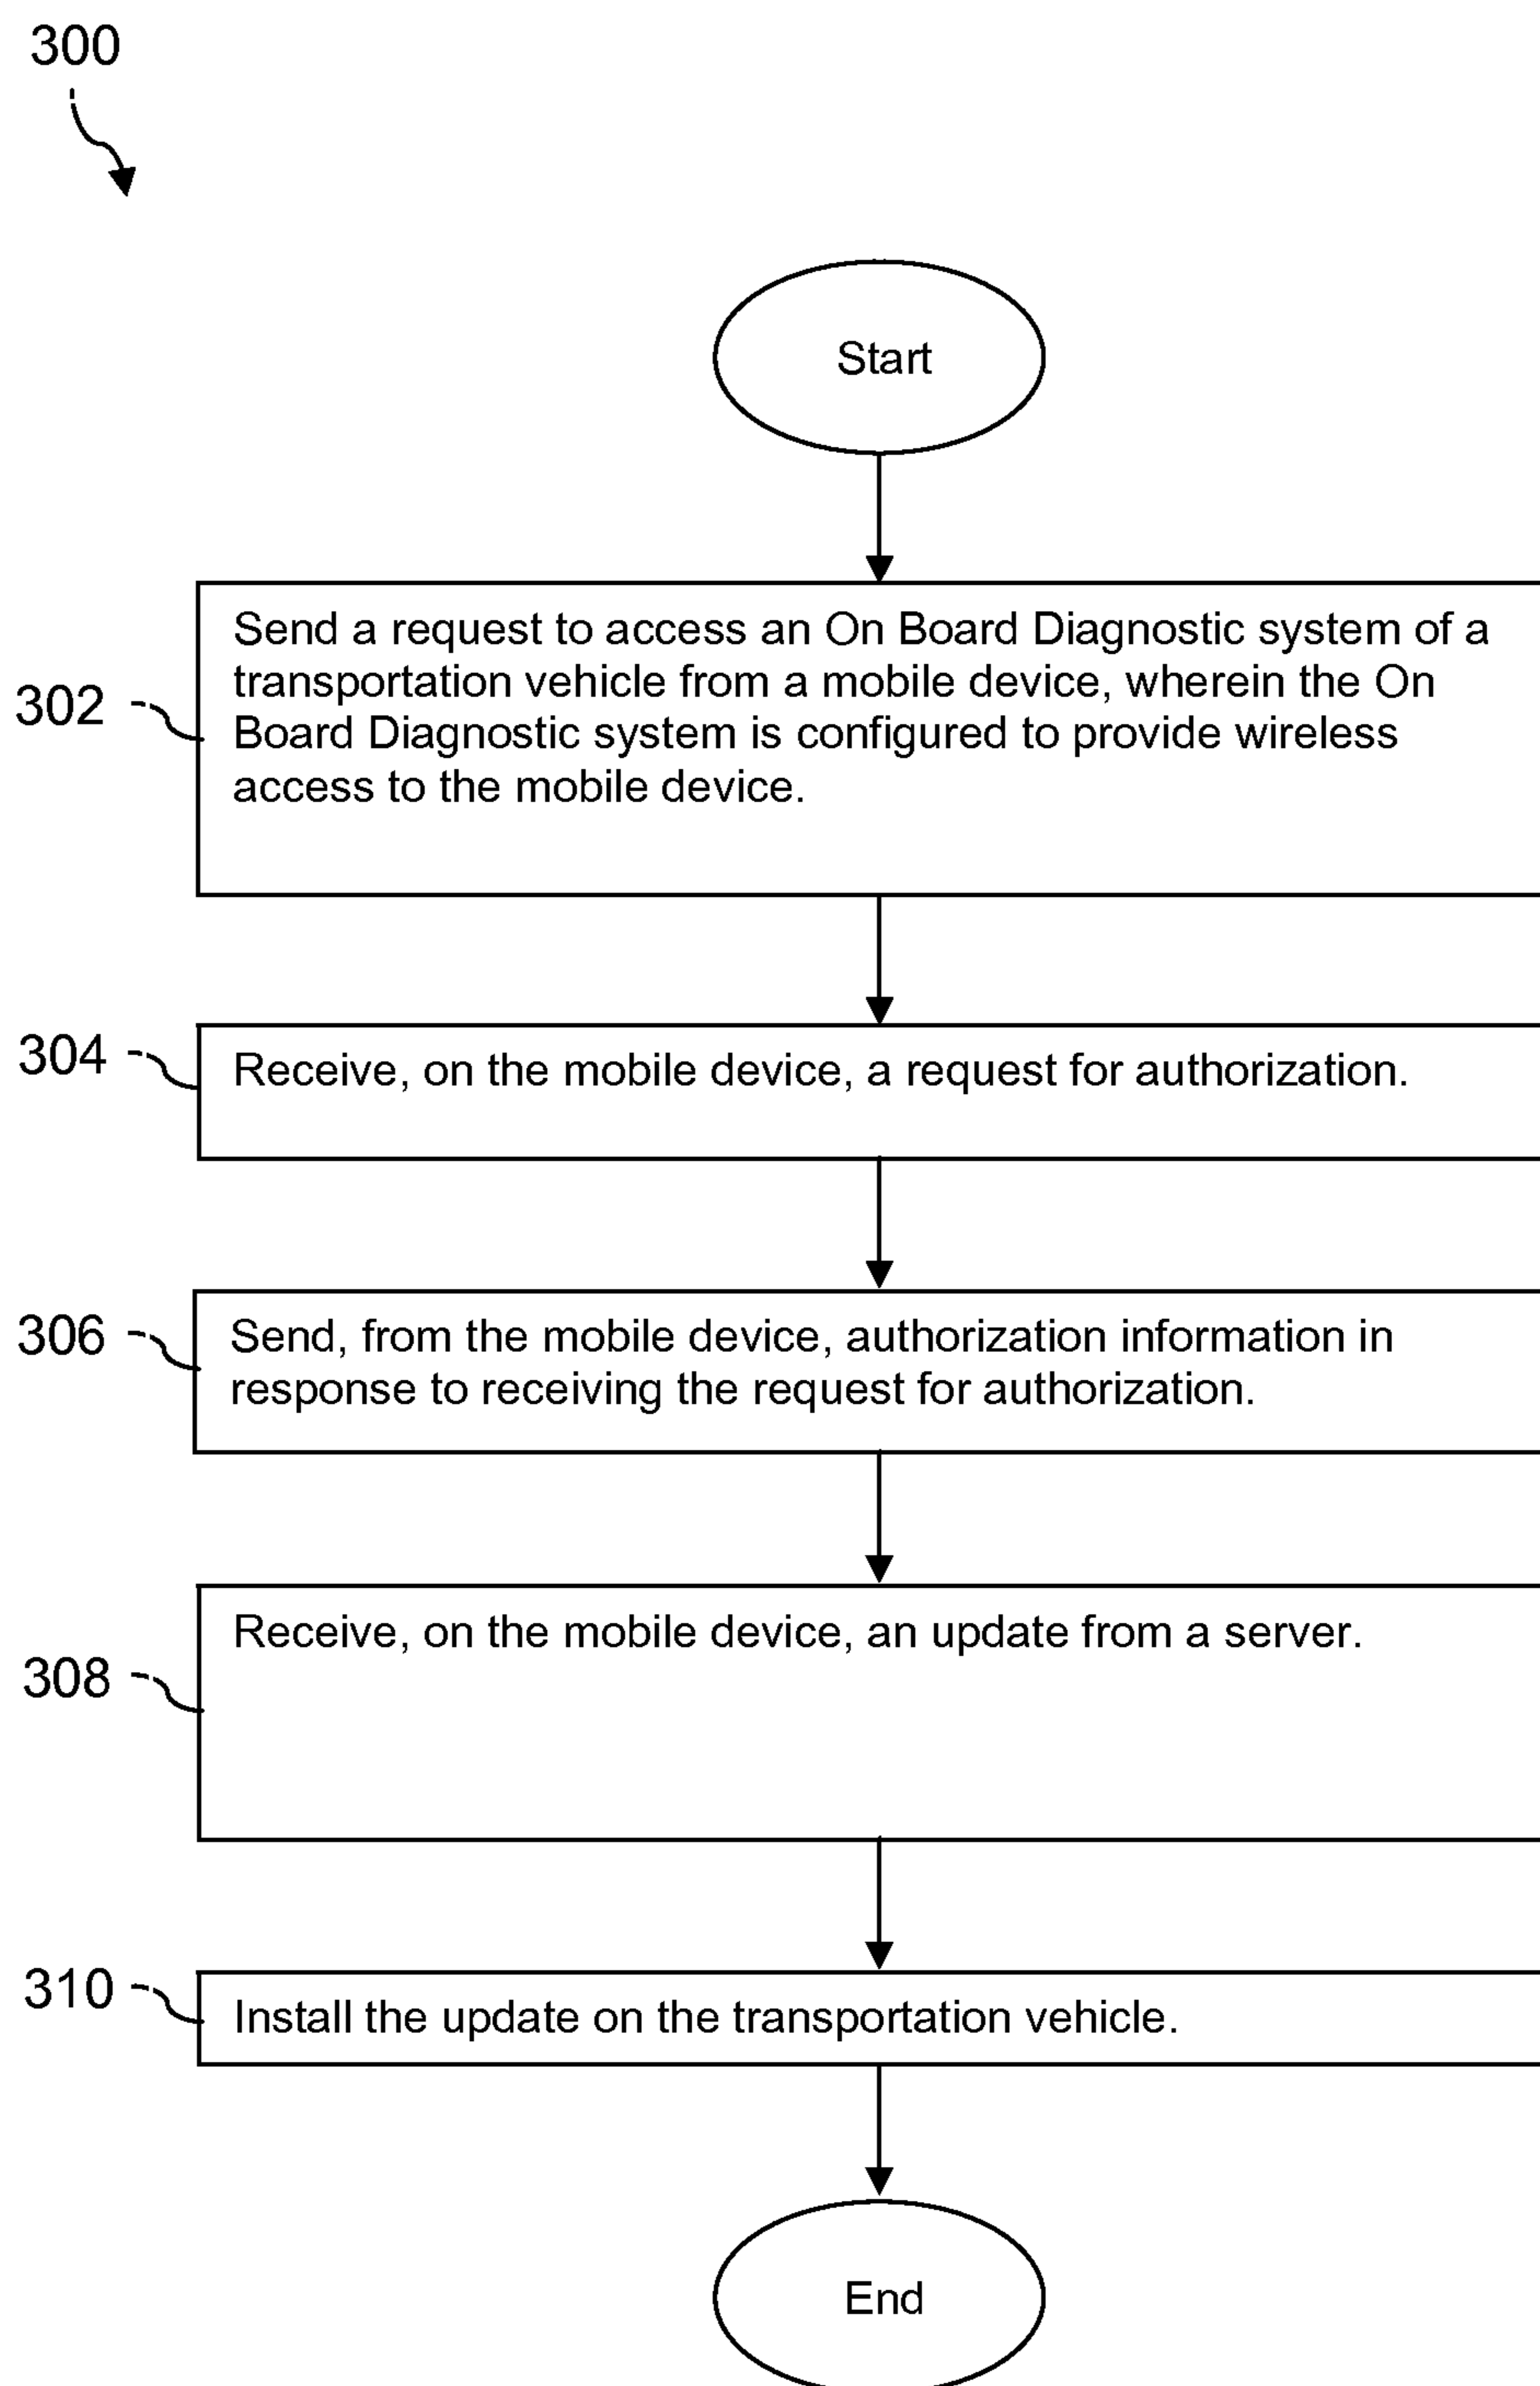 300
Start
302
Send a request to access an On Board Diagnostic system of a
transportation vehicle from a mobile device, wherein the On
Board Diagnostic system is configured to provide wireless
access to the mobile device.
304
Receive, on the mobile device, a request for authorization.
306
Send, from the mobile device, authorization information in
response to receiving the request for authorization.
308
Receive, on the mobile device, an update from a server.
310
Install the update on the transportation vehicle.
End